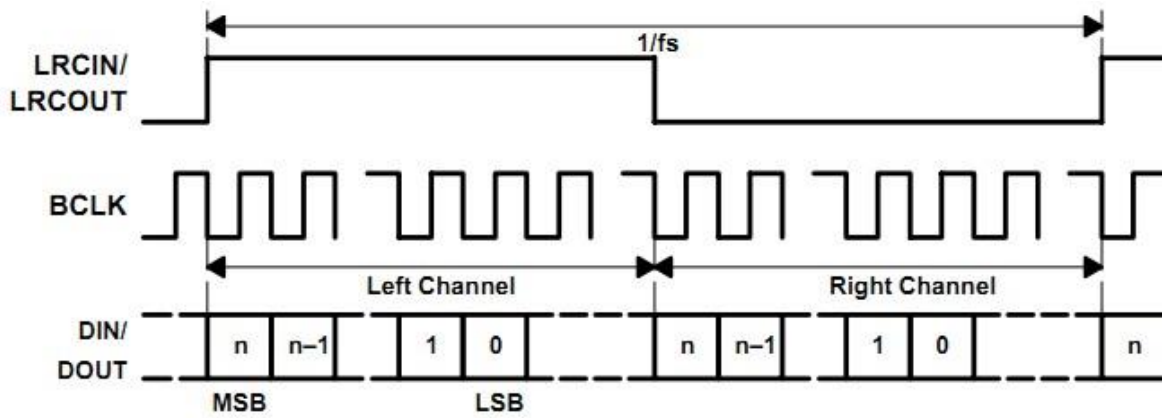 1/fs
LRCIN/
LRCOUT
BCLK
Left Channel Right Channel
DIN/
DOUT
n n–1 1 0 n n–1 1 0 n
MSB LSB